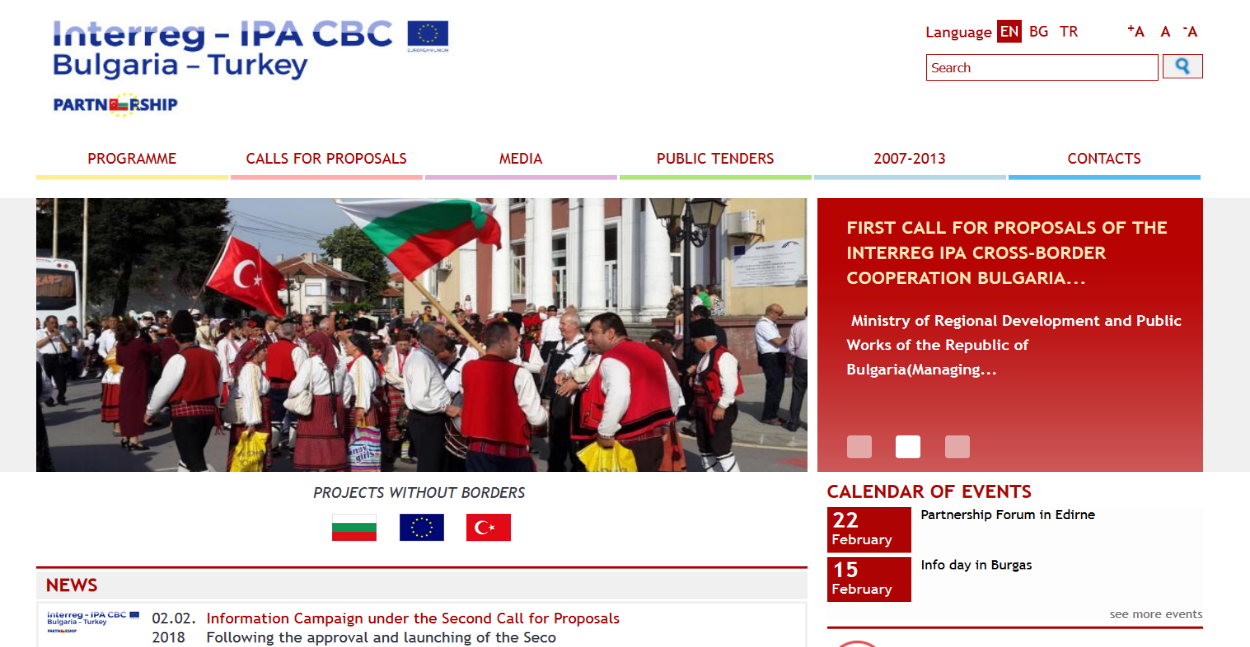 Interreg - IPA CBC
EUROPEAN UNION
Bulgaria – Turkey
PARTNERSHIP
Language EN BG TR +A A -A
Search
PROGRAMME CALLS FOR PROPOSALS MEDIA PUBLIC TENDERS 2007-2013 CONTACTS
FIRST CALL FOR PROPOSALS OF THE
INTERREG IPA CROSS-BORDER
COOPERATION BULGARIA...
Ministry of Regional Development and Public
Works of the Republic of
Bulgaria(Managing...
PROJECTS WITHOUT BORDERS
NEWS
Interreg - IPA CBC
Bulgaria - Turkey
PARTNERSHIP
02.02. Information Campaign under the Second Call for Proposals
2018 Following the approval and launching of the Seco
CALENDAR OF EVENTS
22 Partnership Forum in Edirne
February
15 Info day in Burgas
February
see more events